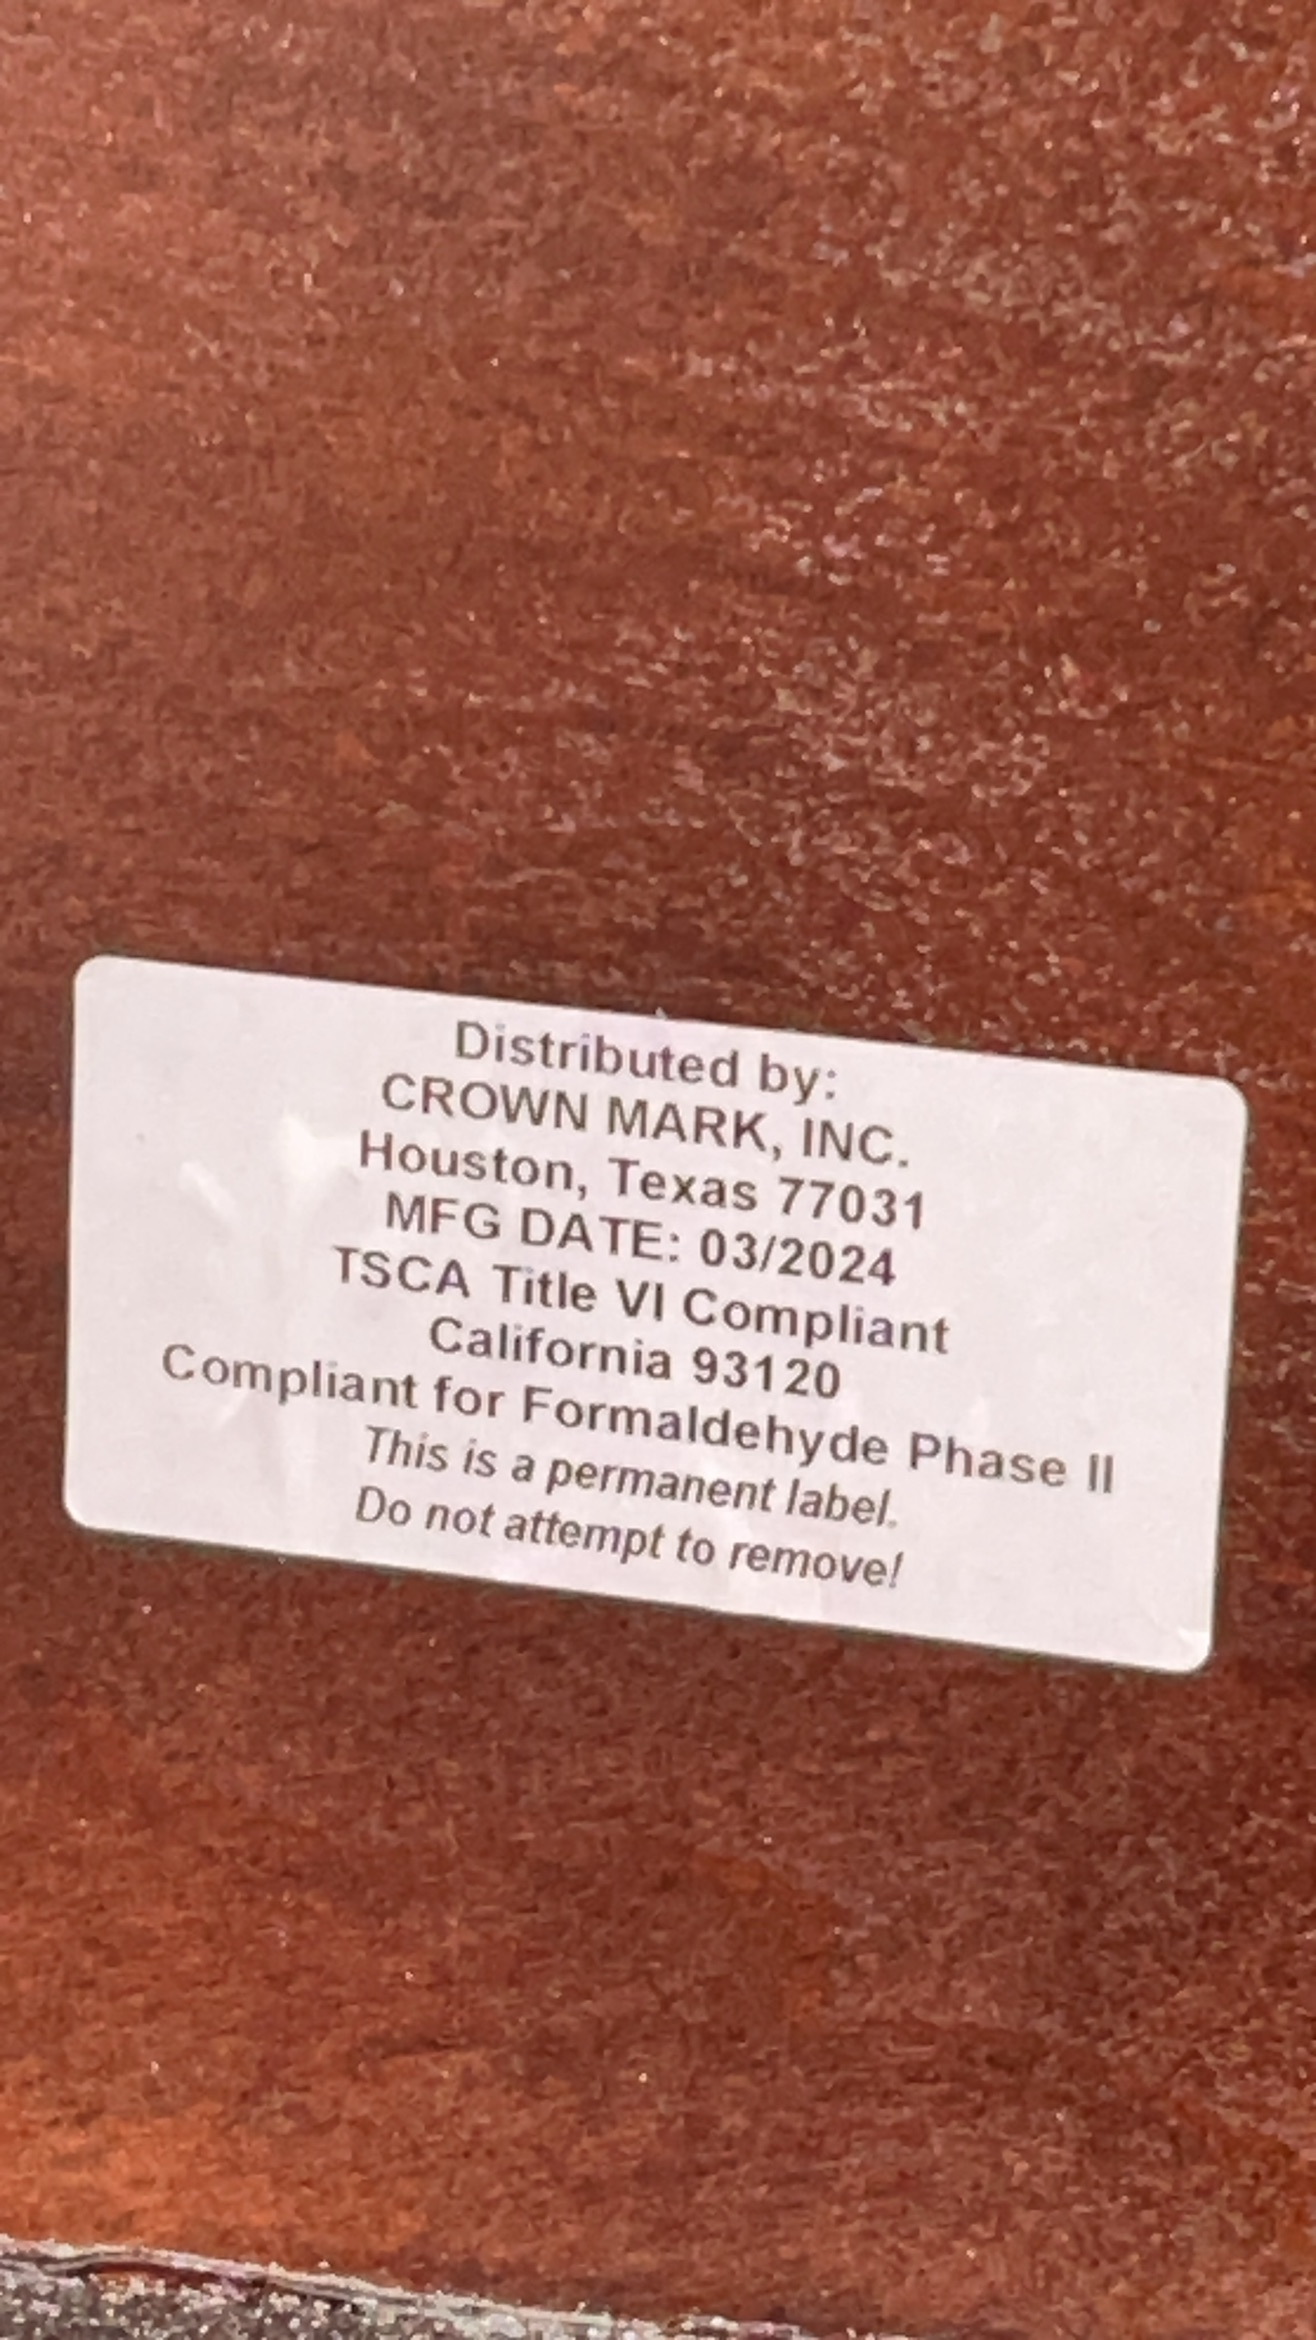 Distributed by:
CROWN MARK, INC.
Houston, Texas 77031
MFG DATE: 03/2024
TSCA Title VI Compliant
California 93120
Compliant for Formaldehyde Phase II
This is a permanent label.
Do not attempt to remove!